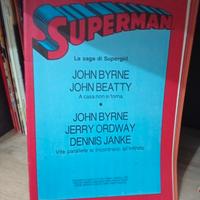 SUPERMAN
La saga di Supergirl
JOHN BYRNE
JOHN BEATTY
A casa non si torna
JOHN BYRNE
JERRY ORDWAY
DENNIS JANKE
Vite parallele si incontrano all'infinito